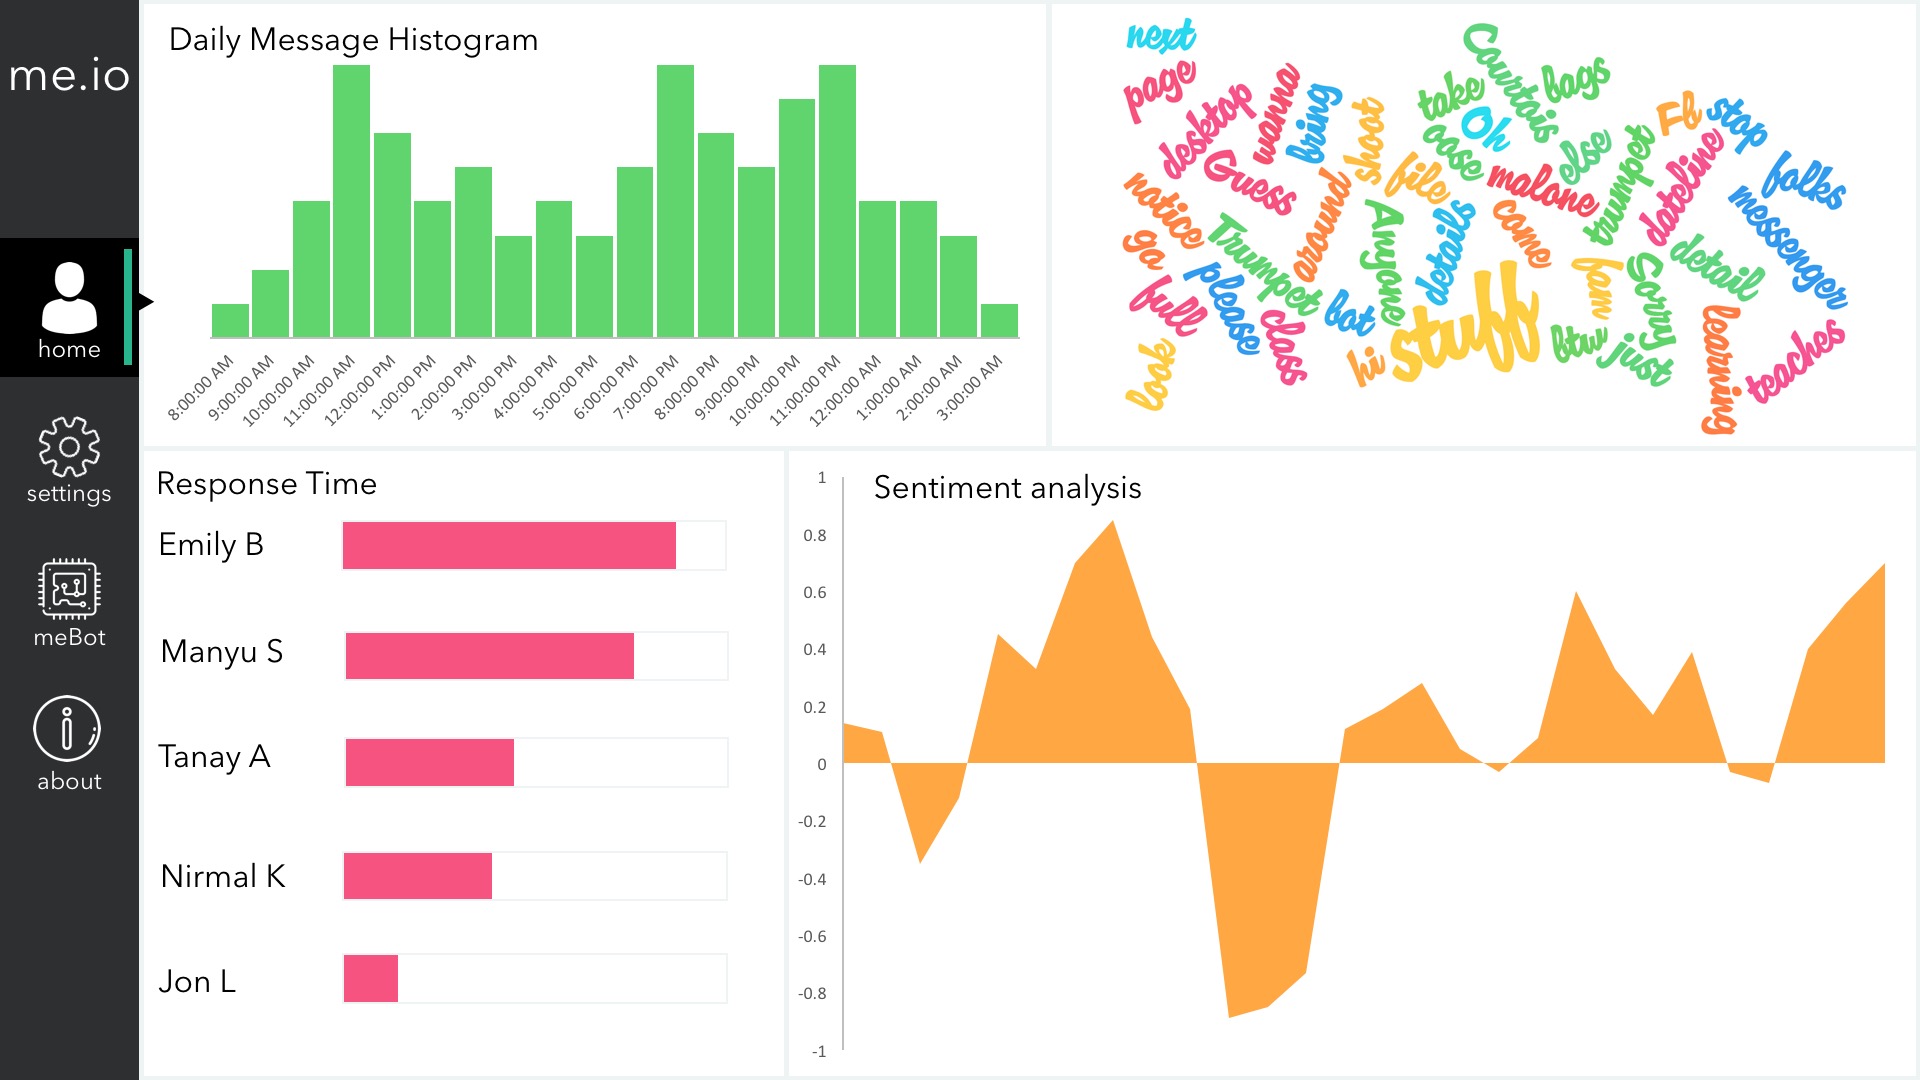 me.io
home
settings
meBot
about
Daily Message Histogram
8:00:00 AM
9:00:00 AM
10:00:00 AM
11:00:00 AM
12:00:00 PM
1:00:00 PM
2:00:00 PM
3:00:00 PM
4:00:00 PM
5:00:00 PM
6:00:00 PM
7:00:00 PM
8:00:00 PM
9:00:00 PM
10:00:00 PM
11:00:00 PM
12:00:00 AM
1:00:00 AM
2:00:00 AM
3:00:00 AM
next
page
desktop
wanna
bring
shoot
Guess
notice
go
full
look
Trumpet
please
class
around
file
Anyone
details
bot
hi
stuff
take
Courtois
bags
Oh
oose
else
malone
come
trumpet
dateline
Fb
stop
folks
messenger
detail
fam
Sorry
btw
just
learning
teaches
Response Time
Emily B
Manyu S
Tanay A
Nirmal K
Jon L
Sentiment analysis
1
0.8
0.6
0.4
0.2
0
-0.2
-0.4
-0.6
-0.8
-1